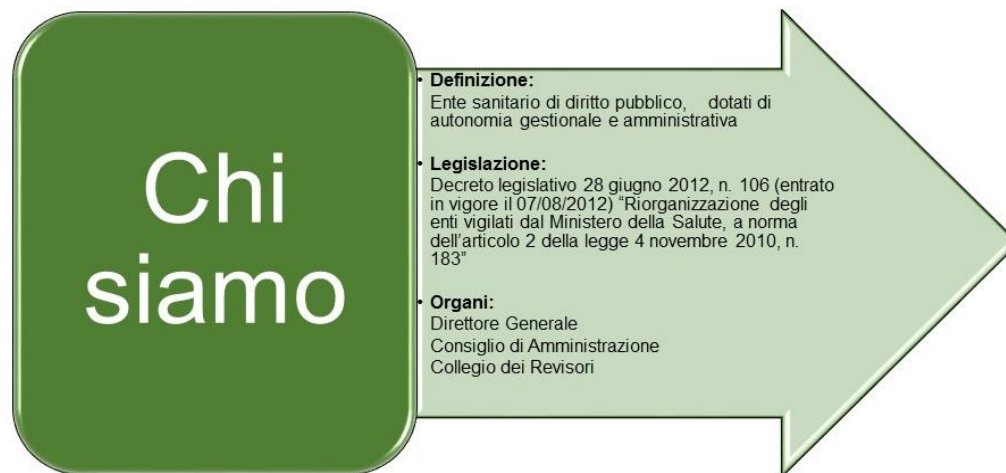 Chi
siamo
• Definizione:
Ente sanitario di diritto pubblico, dotati di
autonomia gestionale e amministrativa
• Legislazione:
Decreto legislativo 28 giugno 2012, n. 106 (entrato
in vigore il 07/08/2012) “Riorganizzazione degli
enti vigilati dal Ministero della Salute, a norma
dell’articolo 2 della legge 4 novembre 2010, n.
183”
• Organi:
Direttore Generale
Consiglio di Amministrazione
Collegio dei Revisori